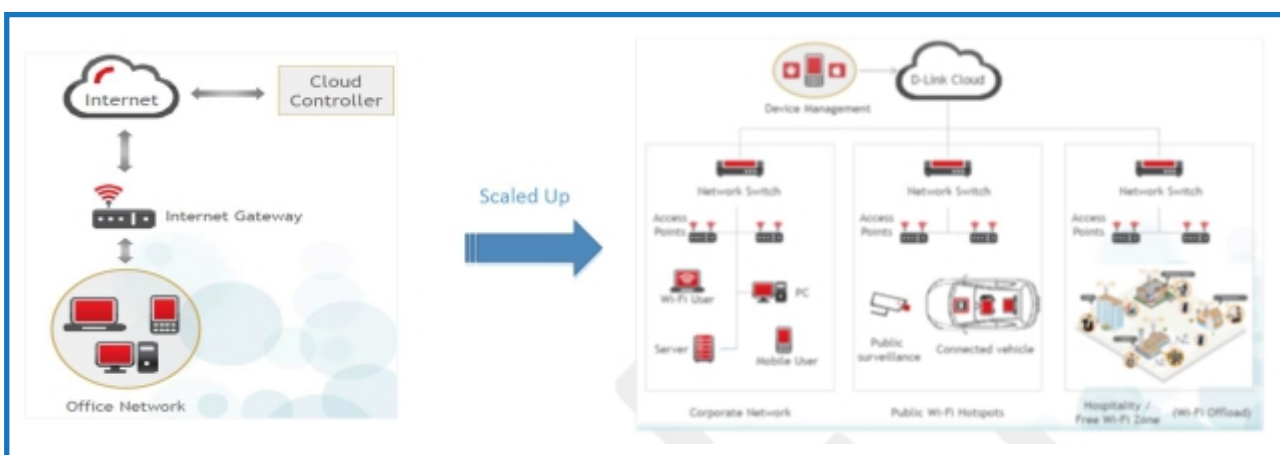 Internet
Cloud
Controller
Internet Gateway
Office Network
Scaled Up
D-Link Cloud
Device Management
Network Switch
Access
Points
Wi-Fi User
PC
Server
Mobile User
Corporate Network
Network Switch
Access
Points
Public
surveillance
Connected vehicle
Public Wi-Fi Hotspots
Network Switch
Access
Points
Hospitality /
Free Wi-Fi Zone
(Wi-Fi Offload)